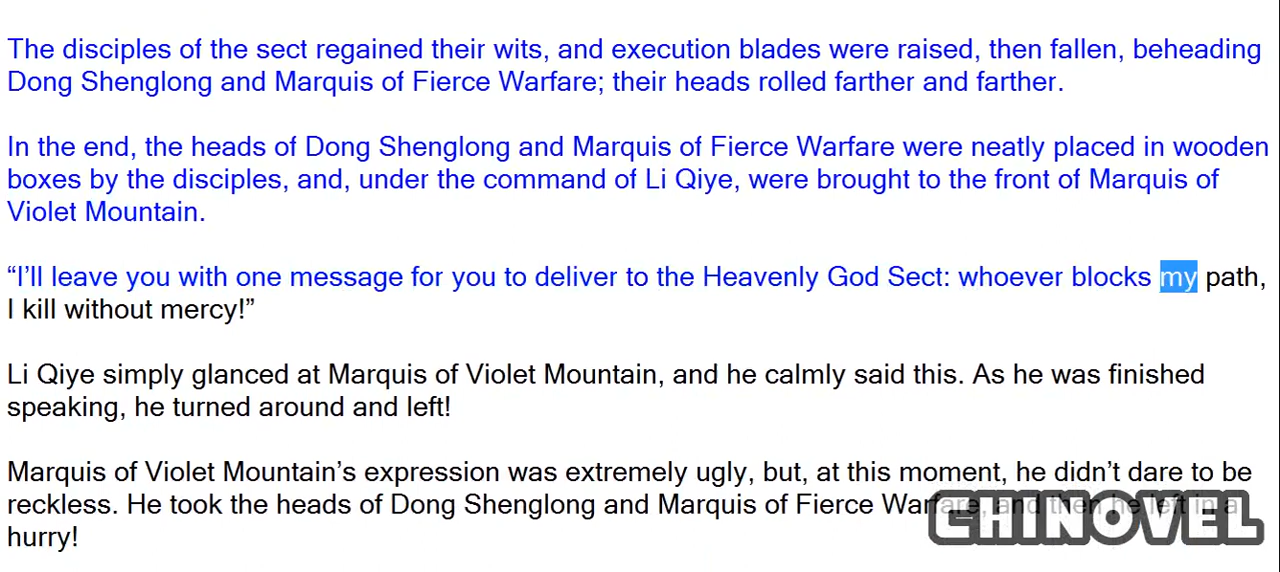 The disciples of the sect regained their wits, and execution blades were raised, then fallen, beheading
Dong Shenglong and Marquis of Fierce Warfare; their heads rolled farther and farther.
In the end, the heads of Dong Shenglong and Marquis of Fierce Warfare were neatly placed in wooden
boxes by the disciples, and, under the command of Li Qiye, were brought to the front of Marquis of
Violet Mountain.
“I’ll leave you with one message for you to deliver to the Heavenly God Sect: whoever blocks my path,
I kill without mercy!”
Li Qiye simply glanced at Marquis of Violet Mountain, and he calmly said this. As he was finished
speaking, he turned around and left!
Marquis of Violet Mountain’s expression was extremely ugly, but, at this moment, he didn’t dare to be
reckless. He took the heads of Dong Shenglong and Marquis of Fierce Warfare, and then he left in a
hurry!
CHINOVEL